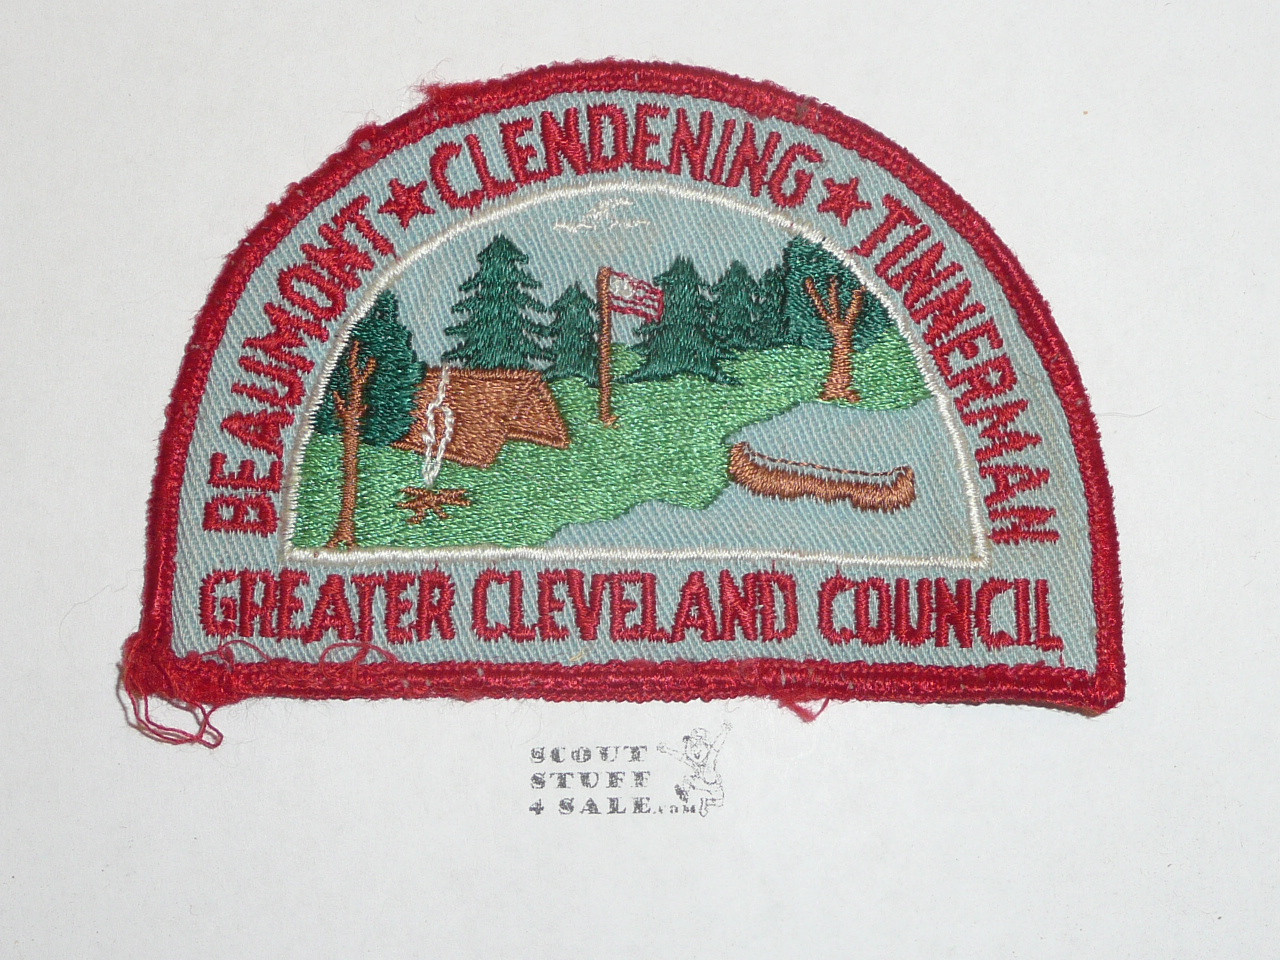 BEAUMONT ★ CLENDENING ★ TINNERMAN
GREATER CLEVELAND COUNCIL
SCOUT
STUFF
4 SALE.com